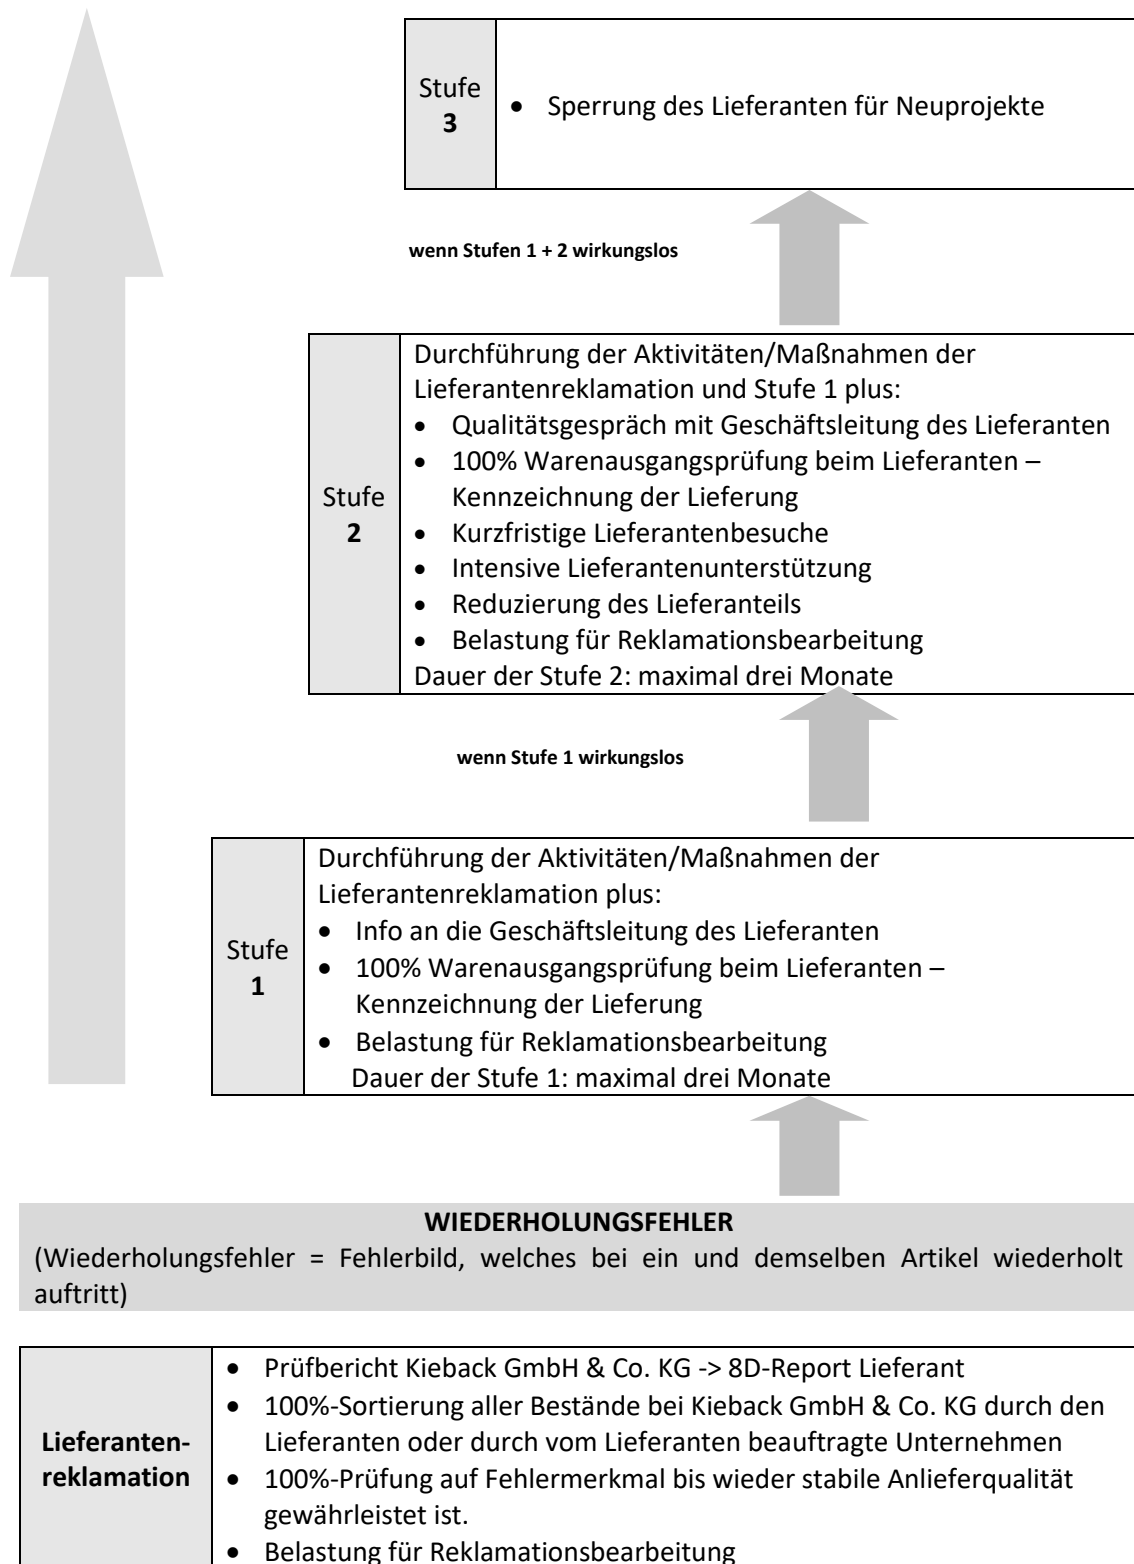 Stufe
3
• Sperrung des Lieferanten für Neuprojekte
wenn Stufen 1 + 2 wirkungslos
Stufe
2
Durchführung der Aktivitäten/Maßnahmen der
Lieferantenreklamation und Stufe 1 plus:
• Qualitätsgespräch mit Geschäftsleitung des Lieferanten
• 100% Warenausgangsprüfung beim Lieferanten –
Kennzeichnung der Lieferung
• Kurzfristige Lieferantenbesuche
• Intensive Lieferantenunterstützung
• Reduzierung des Lieferanteils
• Belastung für Reklamationsbearbeitung
Dauer der Stufe 2: maximal drei Monate
wenn Stufe 1 wirkungslos
Stufe
1
Durchführung der Aktivitäten/Maßnahmen der
Lieferantenreklamation plus:
• Info an die Geschäftsleitung des Lieferanten
• 100% Warenausgangsprüfung beim Lieferanten –
Kennzeichnung der Lieferung
• Belastung für Reklamationsbearbeitung
Dauer der Stufe 1: maximal drei Monate
WIEDERHOLUNGSFEHLER
(Wiederholungsfehler = Fehlerbild, welches bei ein und demselben Artikel wiederholt
auftritt)
Lieferanten-
reklamation
• Prüfbericht Kieback GmbH & Co. KG -> 8D-Report Lieferant
• 100%-Sortierung aller Bestände bei Kieback GmbH & Co. KG durch den
Lieferanten oder durch vom Lieferanten beauftragte Unternehmen
• 100%-Prüfung auf Fehlermerkmal bis wieder stabile Anlieferqualität
gewährleistet ist.
• Belastung für Reklamationsbearbeitung